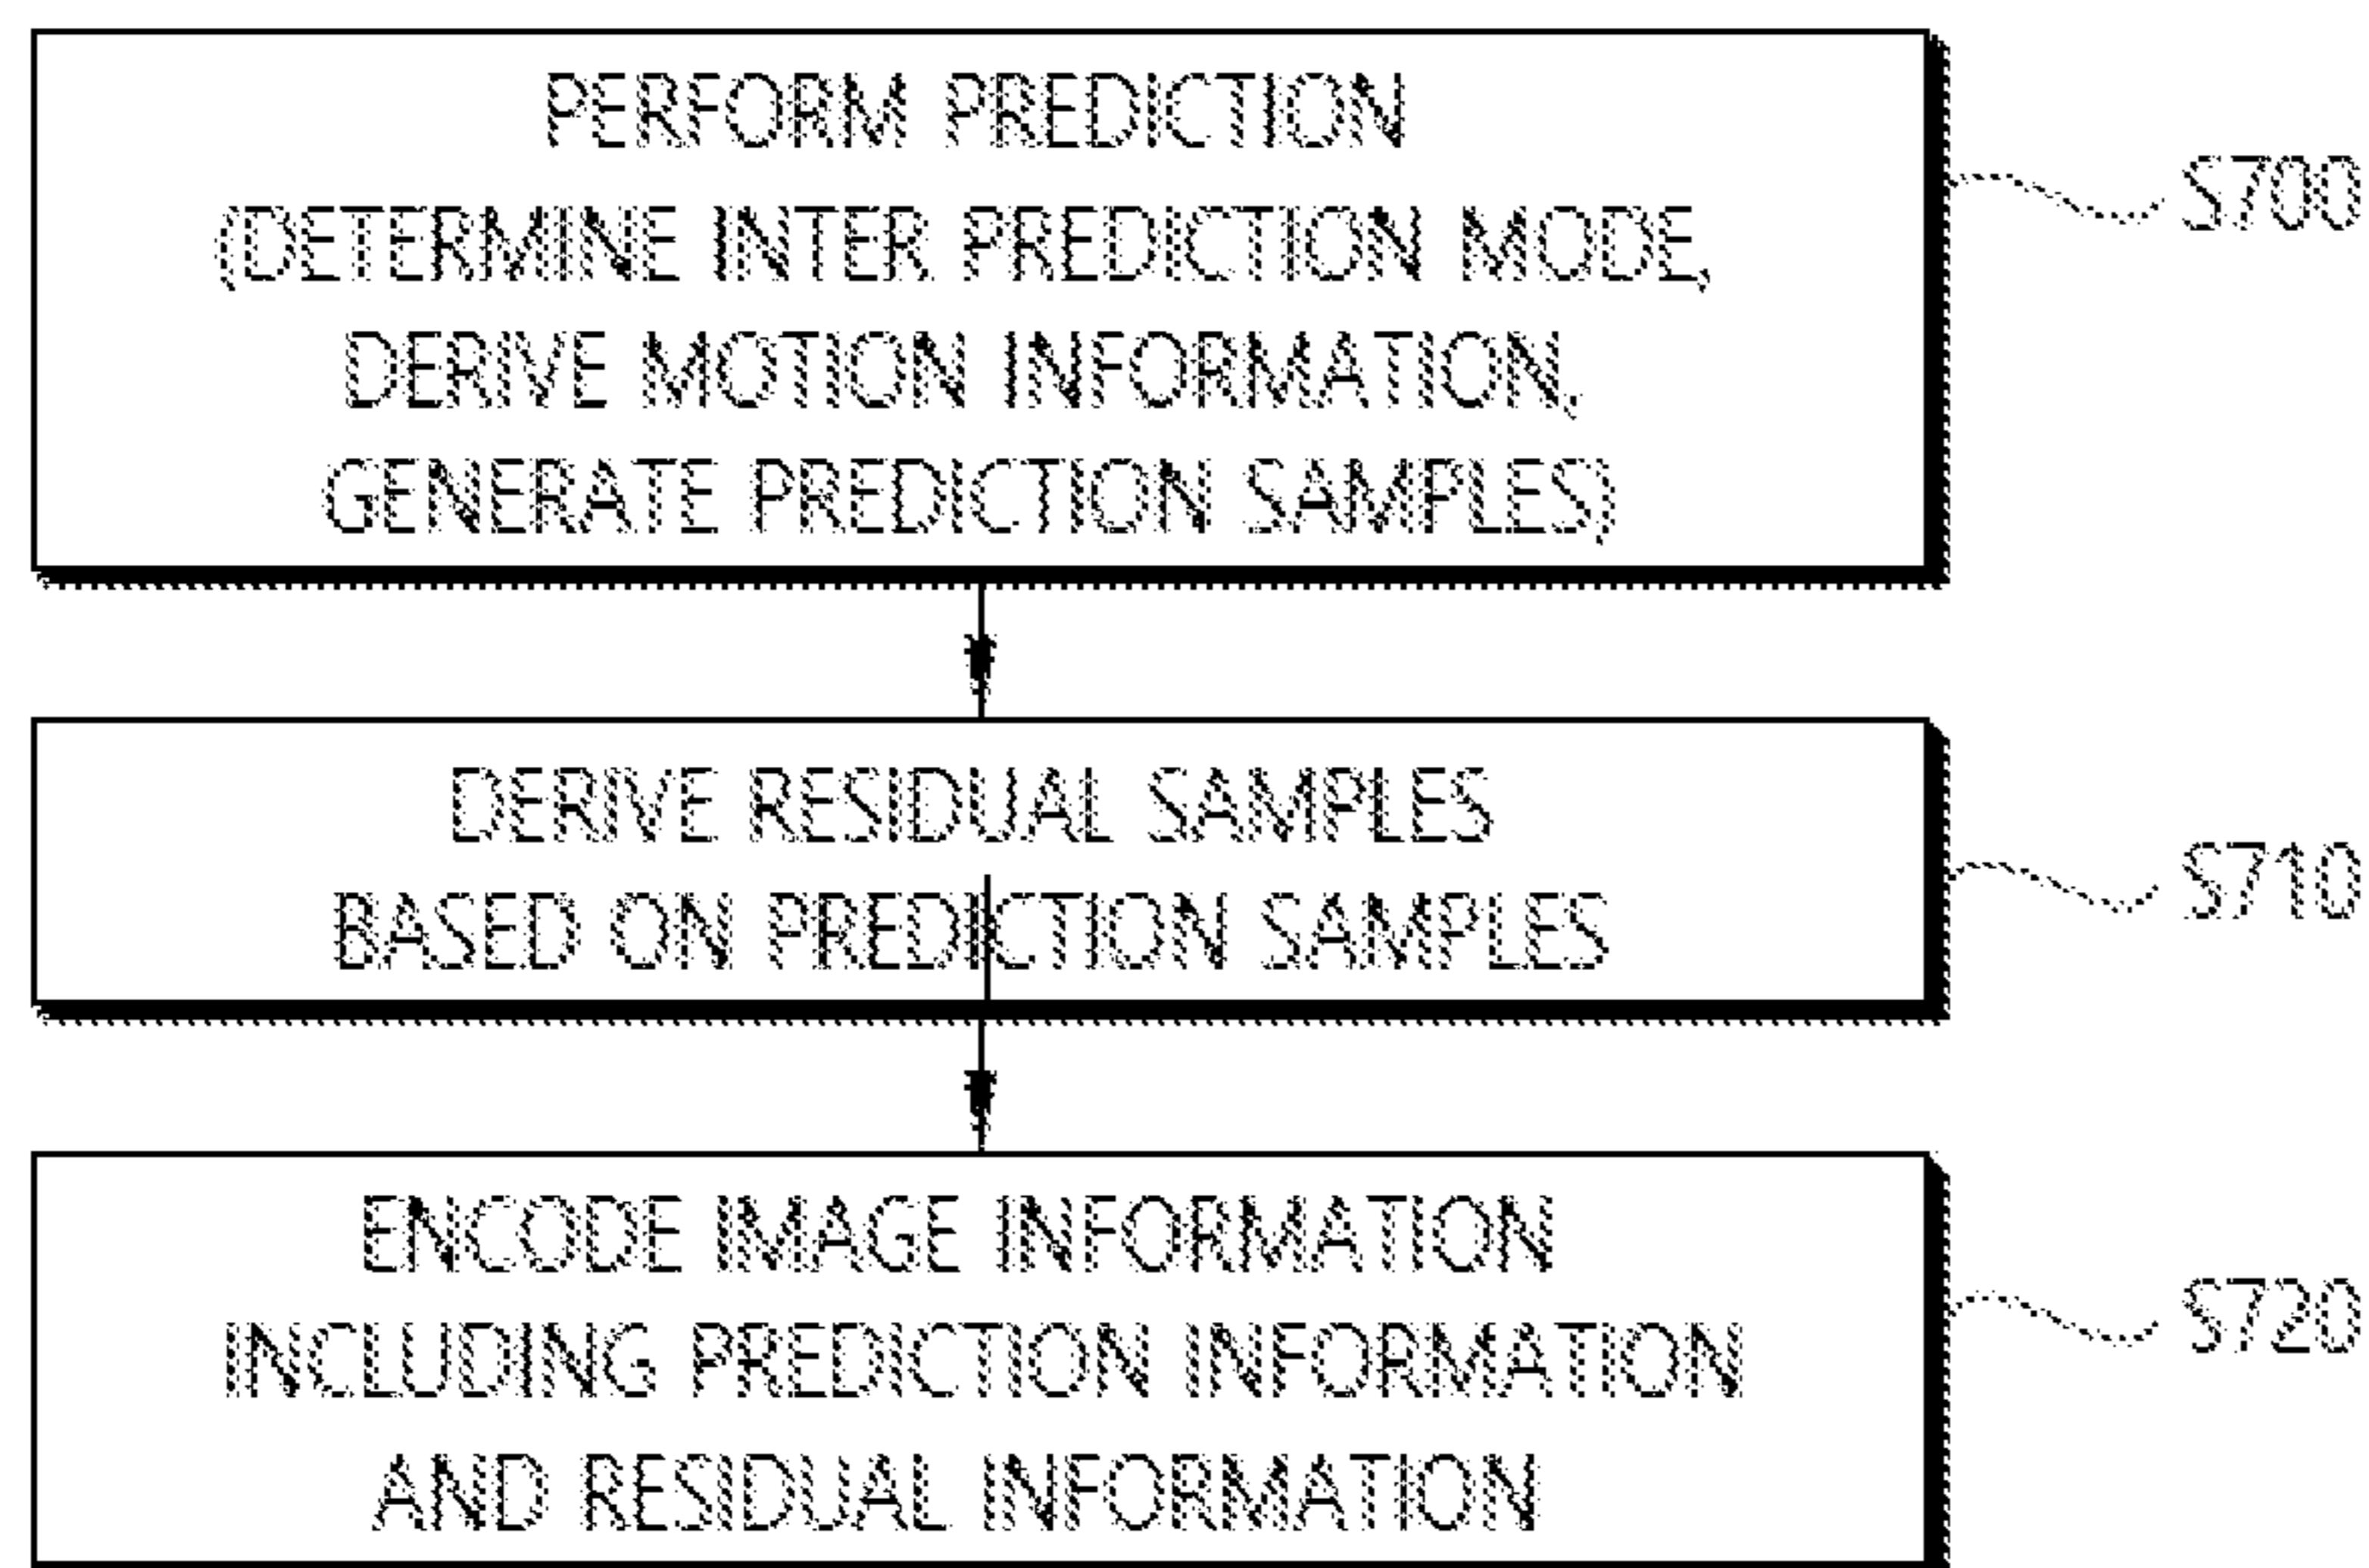 PERFORM PREDICTION
(DETERMINE INTER PREDICTION MODE,
DERIVE MOTION INFORMATION,
GENERATE PREDICTION SAMPLES)
S700
DERIVE RESIDUAL SAMPLES
BASED ON PREDICTION SAMPLES
S710
ENCODE IMAGE INFORMATION
INCLUDING PREDICTION INFORMATION
AND RESIDUAL INFORMATION
S720